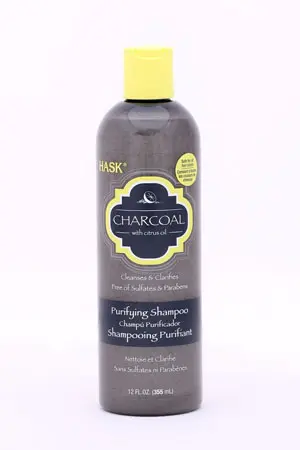 HASK®
CHARCOAL
with citrus oil
Cleanses & Clarifies
Free of Sulfates & Parabens
Purifying Shampoo
Champú Purificador
Shampooing Purifiant
Nettoie et Clarifie
Sans Sulfates ni Parabènes
12 FL. OZ. (355 mL)